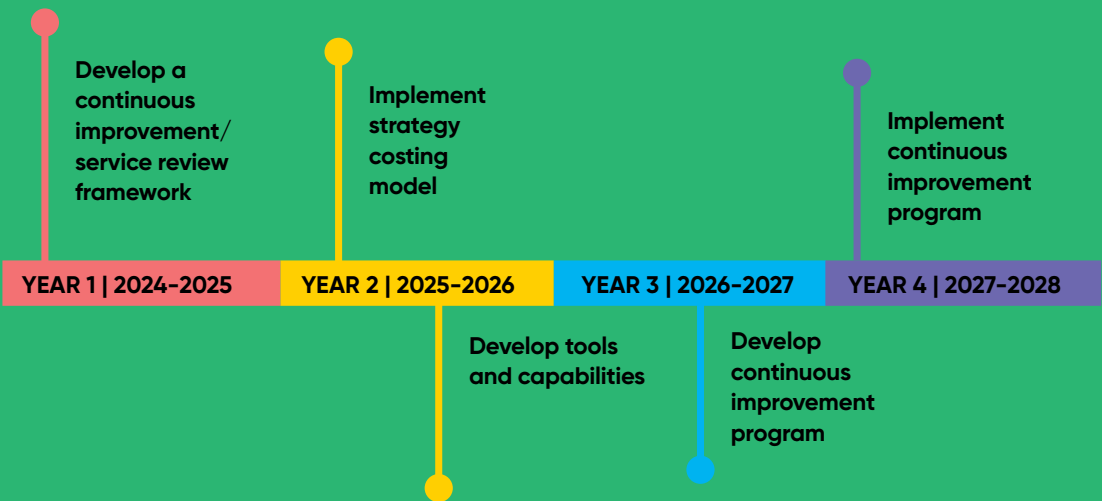 Develop a
continuous
improvement/
service review
framework
Implement
strategy
costing
model
Implement
continuous
improvement
program
YEAR 1 | 2024-2025
YEAR 2 | 2025-2026
YEAR 3 | 2026-2027
YEAR 4 | 2027-2028
Develop tools
and capabilities
Develop
continuous
improvement
program